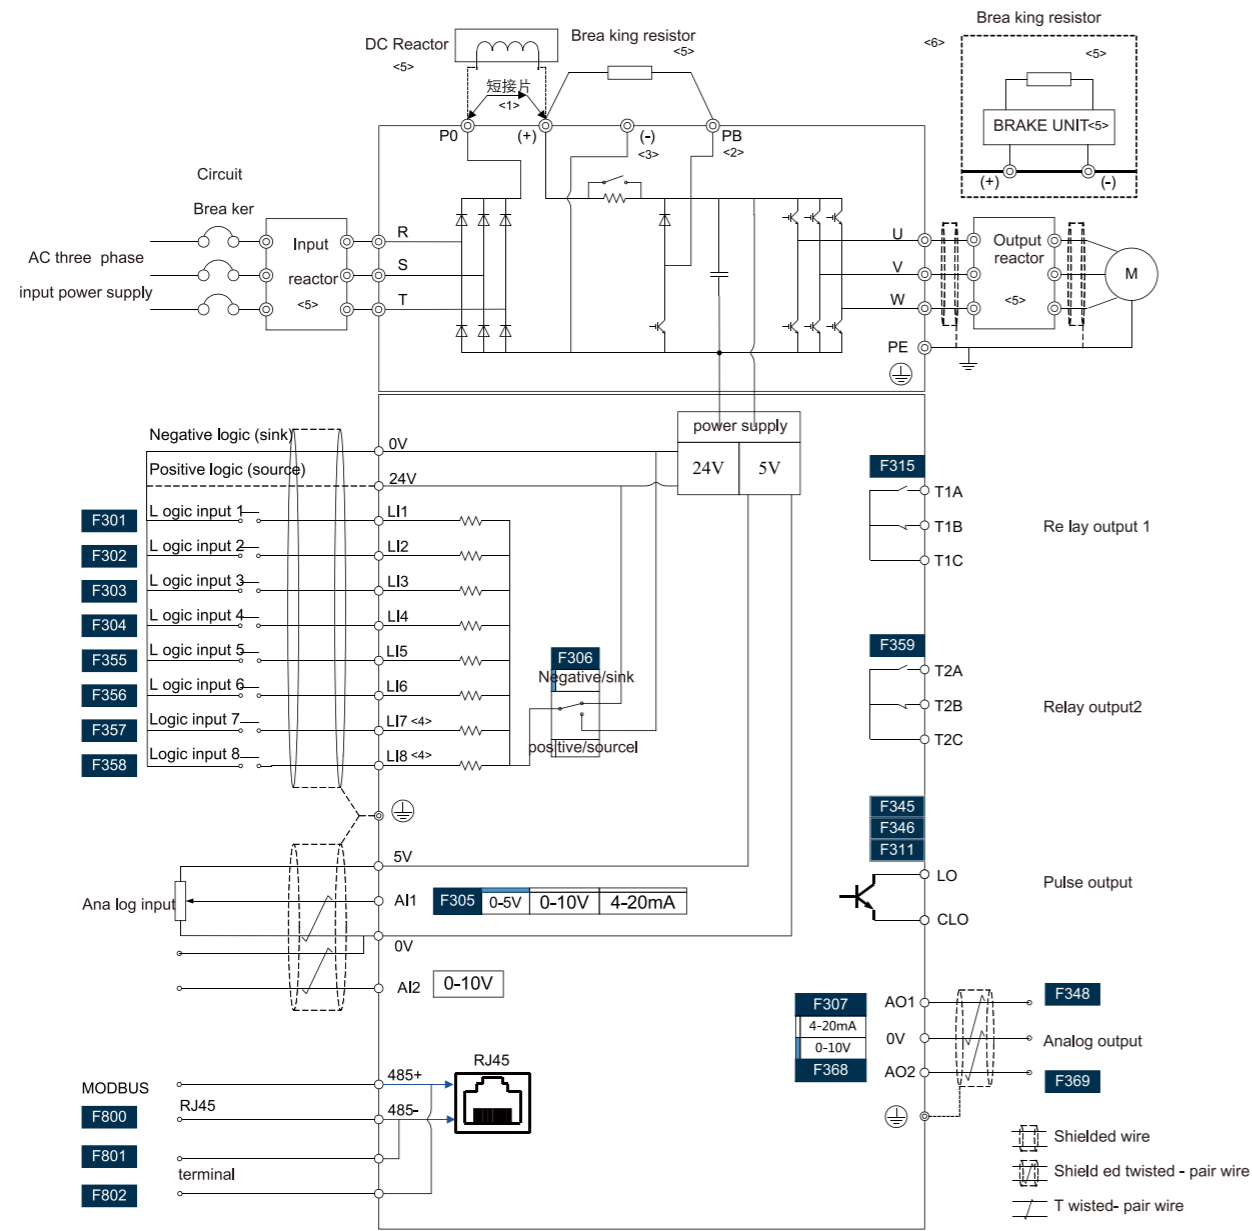 Brea king resistor
<6>
<5>
BRAKE UNIT<5>
(+)
(-)
DC Reactor
<5>
Brea king resistor
<5>
短接片
<1>
P0
(+)
(-)
<3>
PB
<2>
Circuit
Brea ker
AC three phase
input power supply
Input
reactor
<5>
R
S
T
U
V
W
PE
Output
reactor
<5>
M
power supply
24V
5V
Negative logic (sink)
0V
Positive logic (source)
24V
F301
L ogic input 1
LI1
F302
L ogic input 2
LI2
F303
L ogic input 3
LI3
F304
L ogic input 4
LI4
F355
L ogic input 5
LI5
F356
L ogic input 6
LI6
F357
Logic input 7
LI7 <4>
F358
Logic input 8
LI8 <4>
F306
Negative/sink
positive/sourcel
F315
T1A
T1B
T1C
Re lay output 1
F359
T2A
T2B
T2C
Relay output2
F345
F346
F311
LO
CLO
Pulse output
5V
Ana log input
AI1
F305
0-5V
0-10V
4-20mA
0V
AI2
0-10V
F307
4-20mA
0-10V
F368
AO1
0V
AO2
F348
Analog output
F369
RJ45
485+
485-
MODBUS
F800
RJ45
F801
terminal
F802
Shielded wire
Shield ed twisted - pair wire
T wisted- pair wire